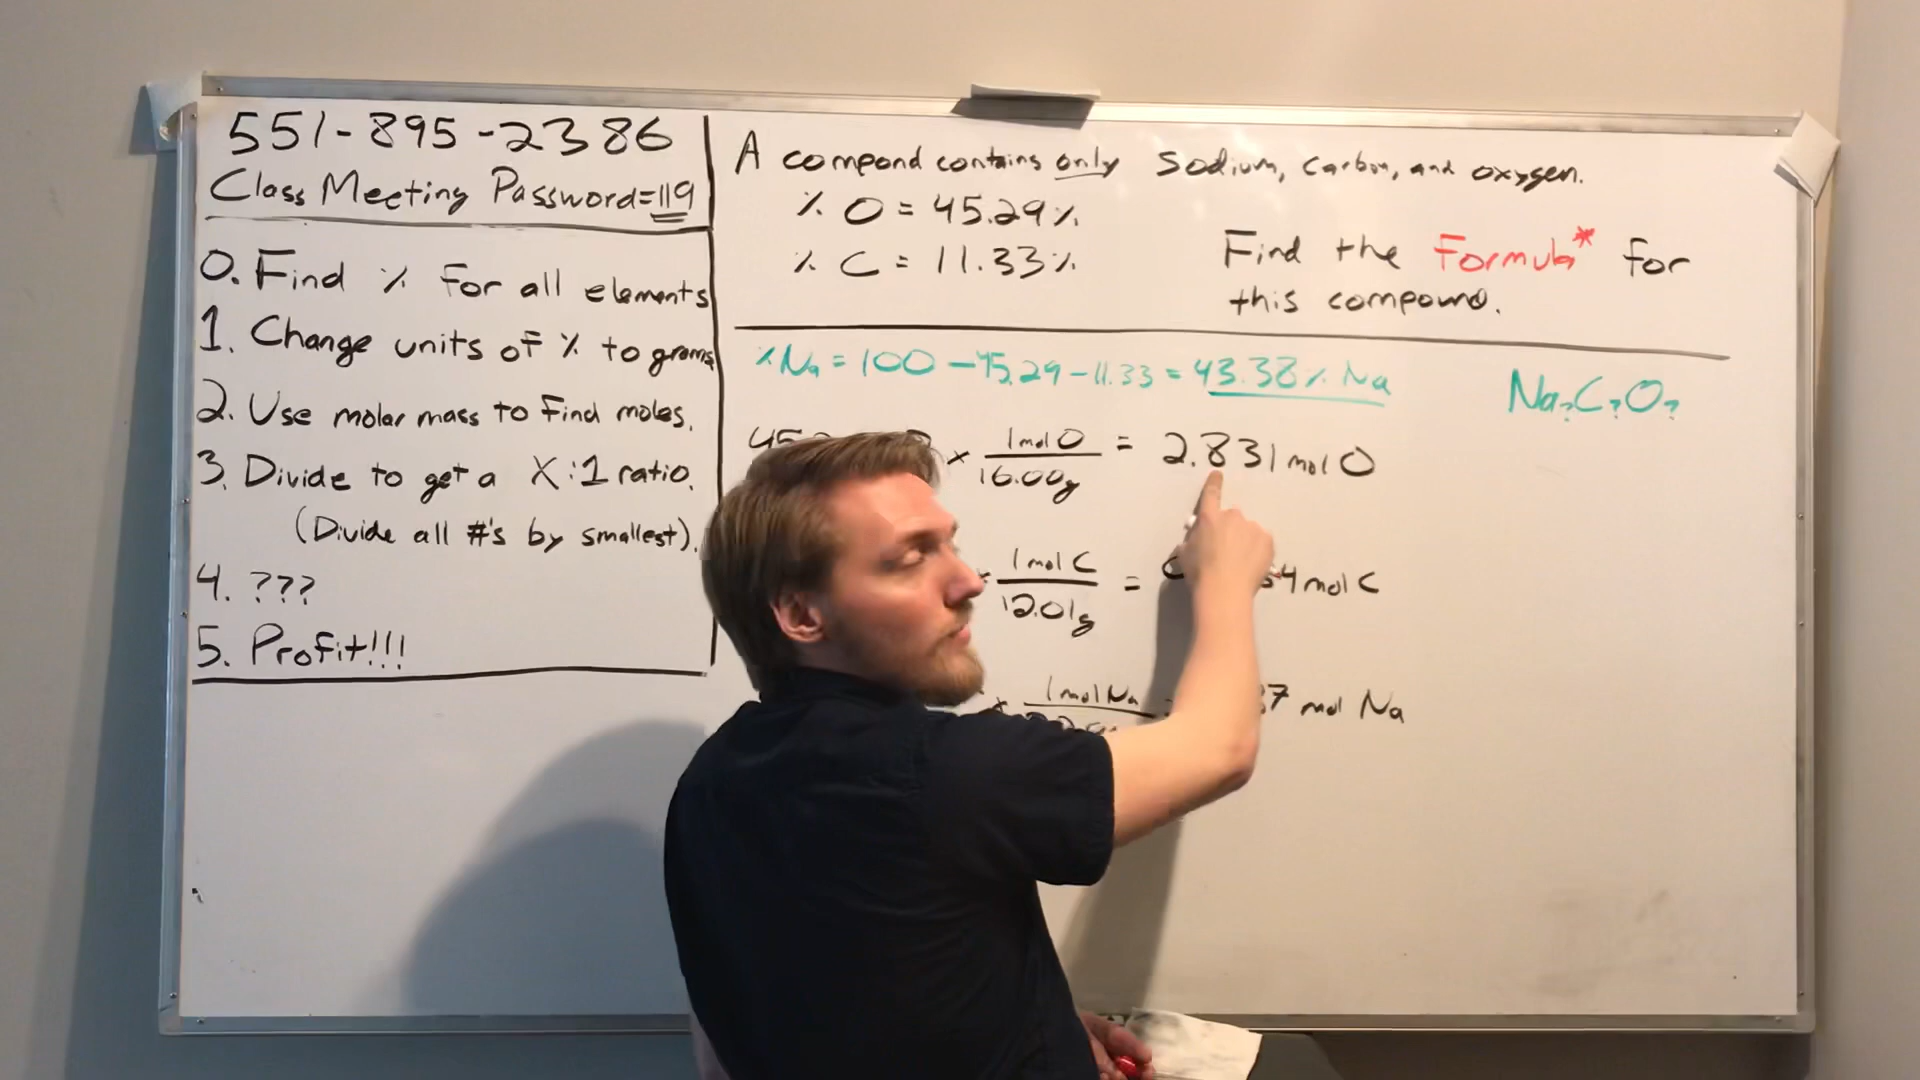 551-895-2386
Class Meeting Password=119
0. Find % for all elements
1. Change units of % to grams
2. Use molar mass to find moles.
3. Divide to get a X:1 ratio.
(Divide all #'s by smallest).
4. ???
5. Profit!!!
A compond contains only sodium, carbon, and oxygen.
% O = 45.29%
% C = 11.33%
Find the Formula* for
this compound.
%Na = 100 - 45.29 - 11.33 = 43.38% Na
Na?C?O?
× 1 mol O / 16.00g = 2.831 mol O
1 mol C / 12.01g = mol C
× 1 mol Na mol Na